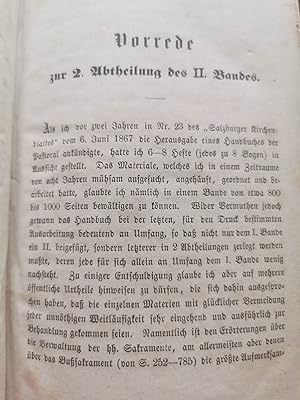 Vorrede
zur 2. Abtheilung des II. Bandes.
Als ich vor zwei Jahren in Nr. 23 des „Salzburger Kirchen-
blattes“ vom 6. Juni 1867 die Herausgabe eines Handbuches der
Pastoral ankündigte, hatte ich 6—8 Hefte (jedes zu 8 Bogen) in
Aussicht gestellt. Das Materiale, welches ich in einem Zeitraume
von acht Jahren mühsam aufgesucht, angehäuft, geordnet und be-
arbeitet hatte, glaubte ich nämlich in einem Bande von etwa 800
bis 1000 Seiten bewältigen zu können. Wider Vermuthen jedoch
gewann das Handbuch bei der letzten, für den Druck bestimmten
Ausarbeitung bedeutend an Umfang, so daß nicht nur dem I. Bande
ein II. beigefügt, sondern letzterer in 2 Abtheilungen zerlegt werden
mußte, deren jede für sich allein an Umfang dem I. Bande wenig
nachsteht. Zu einiger Entschuldigung glaube ich aber auf mehrere
öffentliche Urtheile hinweisen zu dürfen, die sich dahin ausgespro-
chen haben, daß die einzelnen Materien mit glücklicher Vermeidung
jeder unnöthigen Weitläufigkeit sehr eingehend und ausführlich zur
Behandlung gekommen seien. Namentlich ist den Erörterungen über
die Verwaltung der hh. Sakramente, am allermeisten aber denen
über das Bußsakrament (von S. 252—785) die größte Aufmerksam-